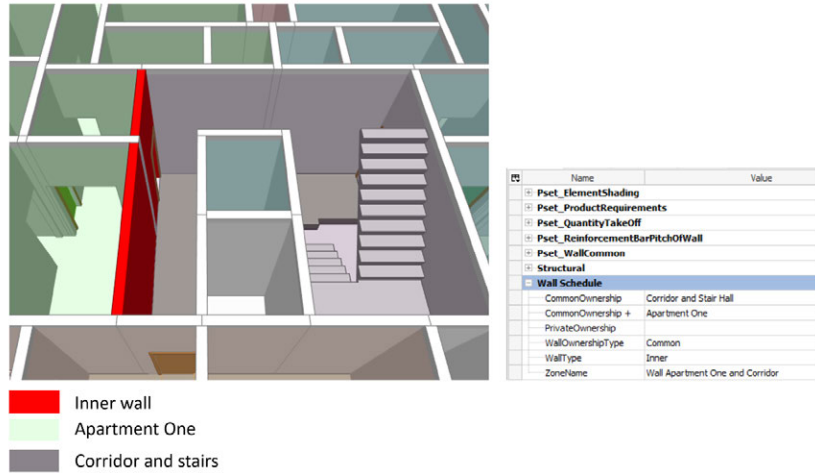 Name Value
Pset_ElementShading
Pset_ProductRequirements
Pset_QuantityTakeOff
Pset_ReinforcementBarPitchOfWall
Pset_WallCommon
Structural
Wall Schedule
CommonOwnership Corridor and Stair Hall
CommonOwnership + Apartment One
PrivateOwnership
WallOwnershipType Common
WallType Inner
ZoneName Wall Apartment One and Corridor
Inner wall
Apartment One
Corridor and stairs